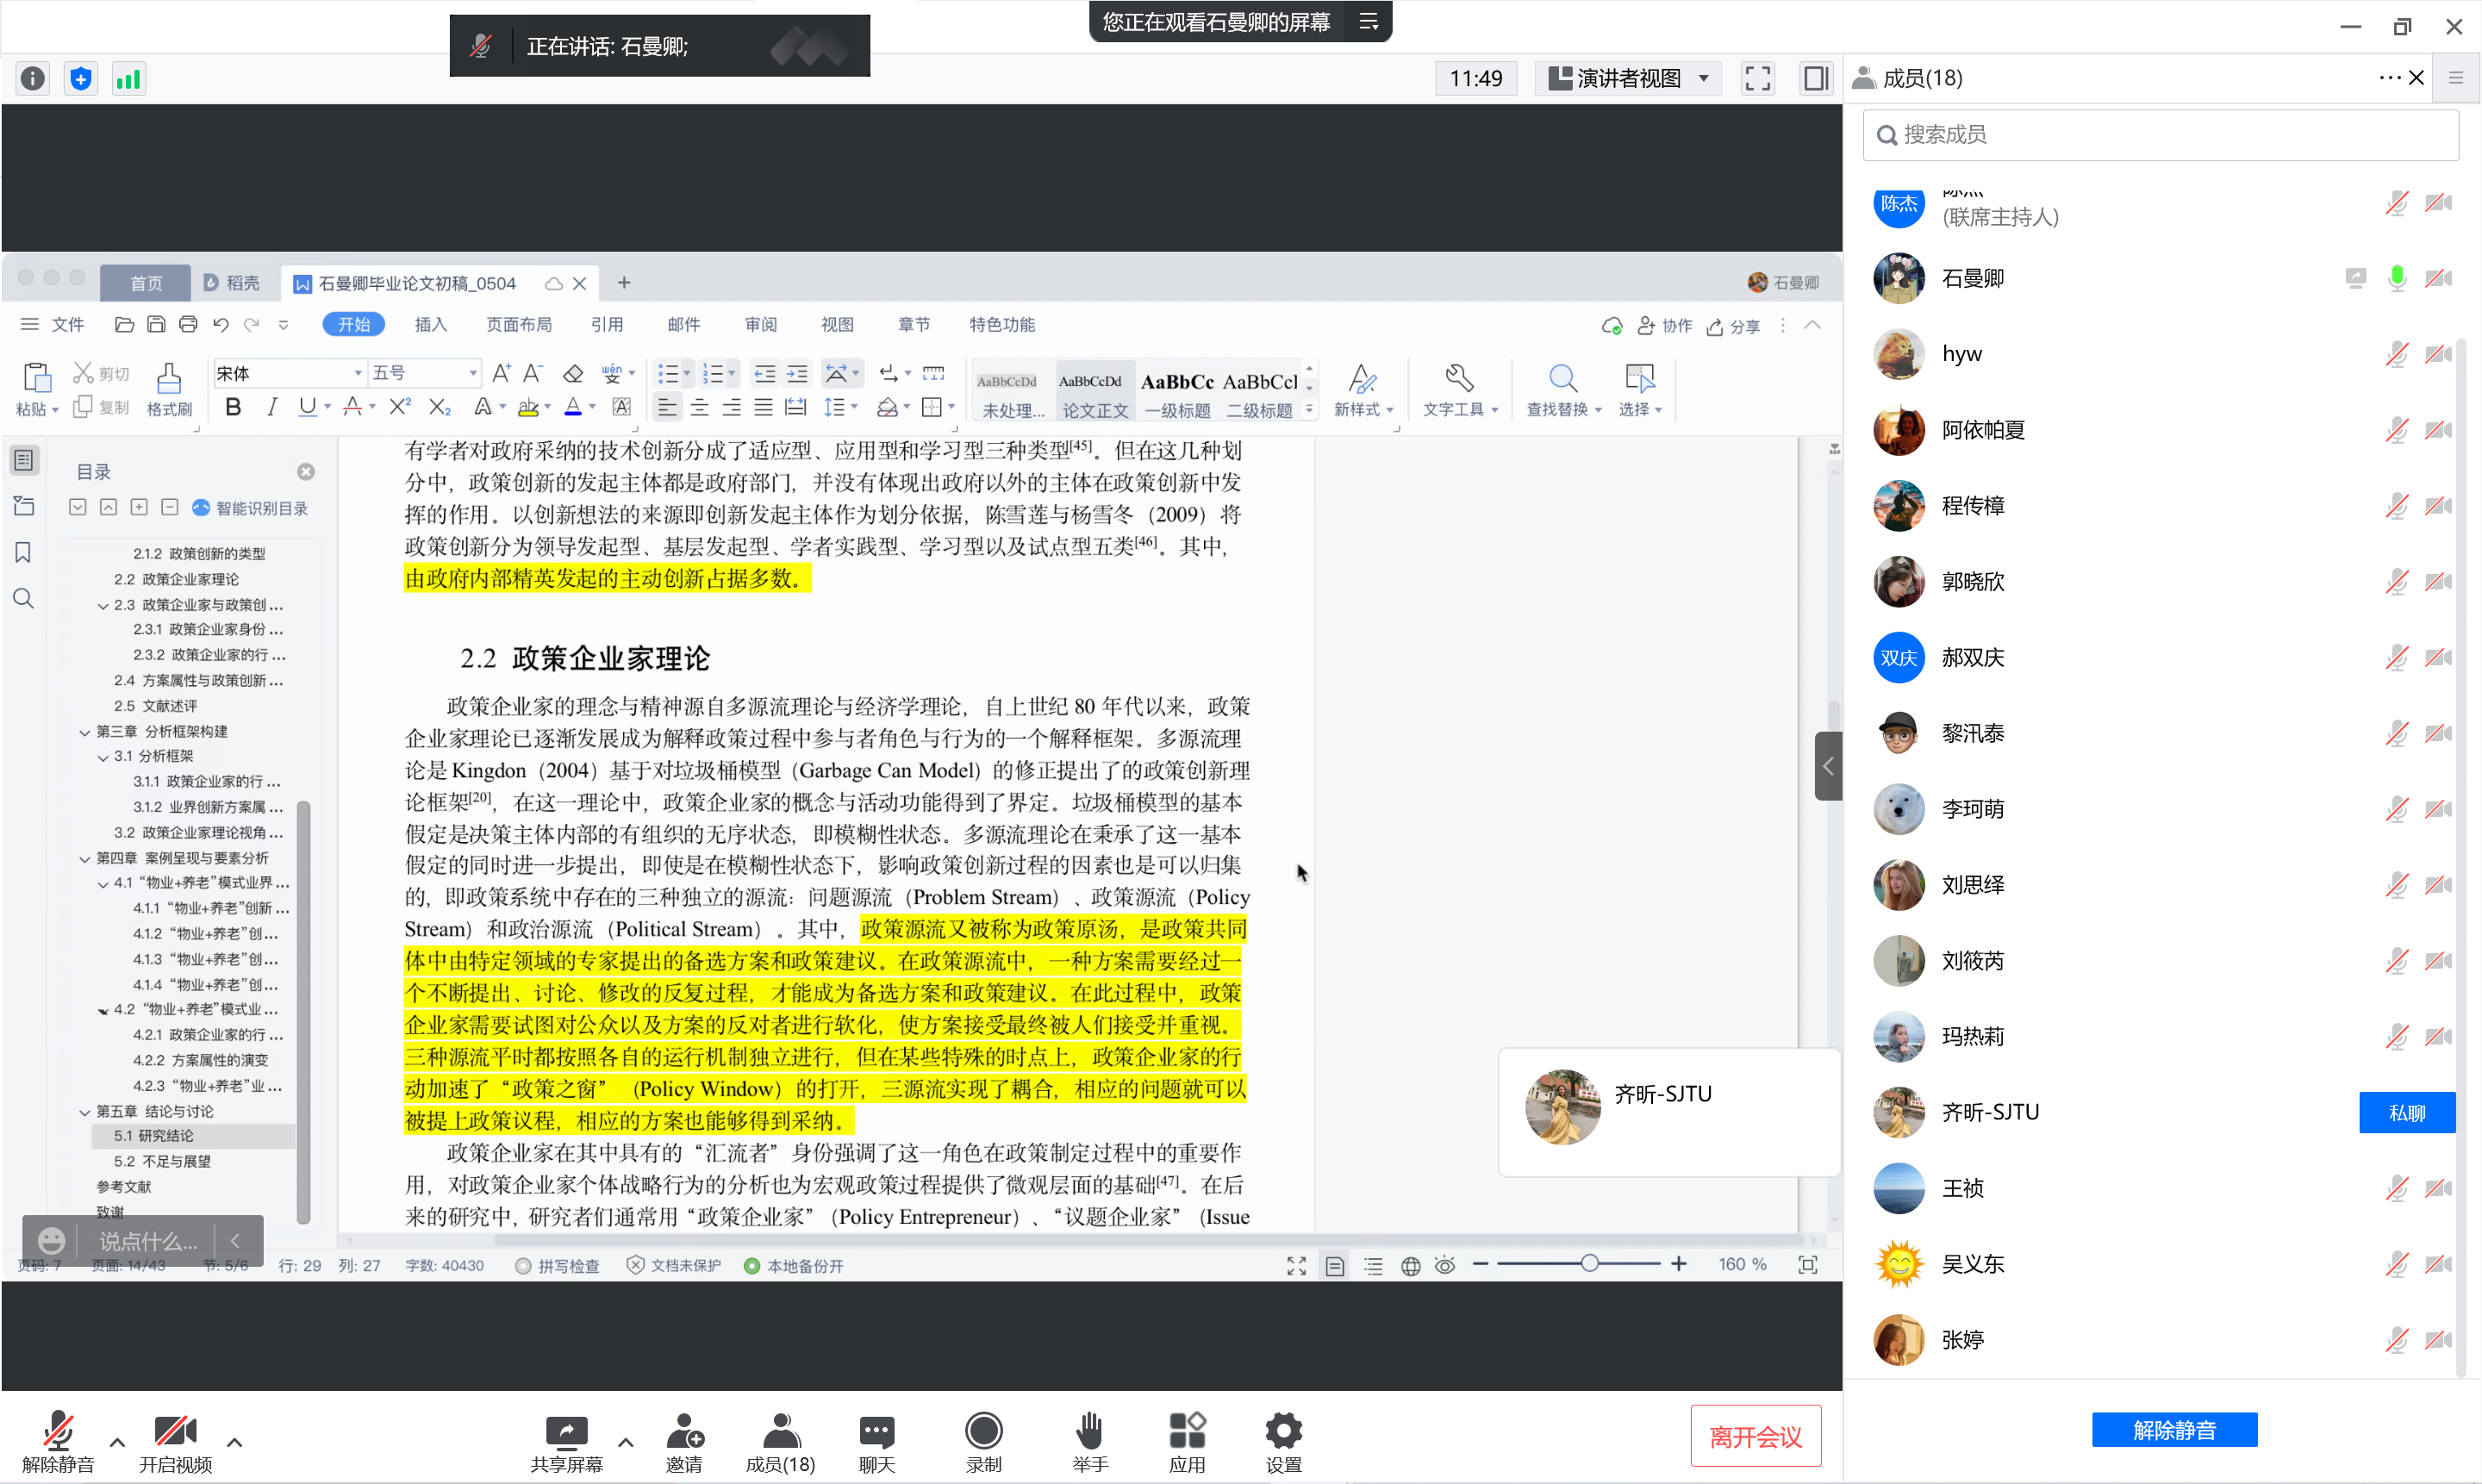 您正在观看石曼卿的屏幕
正在讲话: 石曼卿;
11:49
演讲者视图
成员(18)
搜索成员
陈杰
(联席主持人)
石曼卿
hyw
阿依帕夏
程传樟
郭晓欣
双庆
郝双庆
黎汛泰
李珂萌
刘思绎
刘筱芮
玛热莉
齐昕-SJTU
私聊
王祯
吴义东
张婷
解除静音
首页
稻壳
石曼卿毕业论文初稿_0504
石曼卿
文件
开始
插入
页面布局
引用
邮件
审阅
视图
章节
特色功能
协作
分享
粘贴
剪切
复制
格式刷
宋体
五号
AaBbCcDd
未处理...
AaBbCcDd
论文正文
AaBbCc
一级标题
AaBbCcl
二级标题
新样式
文字工具
查找替换
选择
目录
智能识别目录
2.1.2 政策创新的类型
2.2 政策企业家理论
2.3 政策企业家与政策创...
2.3.1 政策企业家身份...
2.3.2 政策企业家的行...
2.4 方案属性与政策创新...
2.5 文献述评
第三章 分析框架构建
3.1 分析框架
3.1.1 政策企业家的行...
3.1.2 业界创新方案属...
3.2 政策企业家理论视角...
第四章 案例呈现与要素分析
4.1 “物业+养老”模式业界...
4.1.1 “物业+养老”创新...
4.1.2 “物业+养老”创...
4.1.3 “物业+养老”创...
4.1.4 “物业+养老”创...
4.2 “物业+养老”模式业...
4.2.1 政策企业家的行...
4.2.2 方案属性的演变
4.2.3 “物业+养老”业...
第五章 结论与讨论
5.1 研究结论
5.2 不足与展望
参考文献
致谢
有学者对政府采纳的技术创新分成了适应型、应用型和学习型三种类型[45]。但在这几种划
分中，政策创新的发起主体都是政府部门，并没有体现出政府以外的主体在政策创新中发
挥的作用。以创新想法的来源即创新发起主体作为划分依据，陈雪莲与杨雪冬（2009）将
政策创新分为领导发起型、基层发起型、学者实践型、学习型以及试点型五类[46]。其中，
由政府内部精英发起的主动创新占据多数。
2.2 政策企业家理论
政策企业家的理念与精神源自多源流理论与经济学理论，自上世纪 80 年代以来，政策
企业家理论已逐渐发展成为解释政策过程中参与者角色与行为的一个解释框架。多源流理
论是 Kingdon（2004）基于对垃圾桶模型（Garbage Can Model）的修正提出了的政策创新理
论框架[20]，在这一理论中，政策企业家的概念与活动功能得到了界定。垃圾桶模型的基本
假定是决策主体内部的有组织的无序状态，即模糊性状态。多源流理论在秉承了这一基本
假定的同时进一步提出，即使是在模糊性状态下，影响政策创新过程的因素也是可以归集
的，即政策系统中存在的三种独立的源流：问题源流（Problem Stream）、政策源流（Policy
Stream）和政治源流（Political Stream）。其中，政策源流又被称为政策原汤，是政策共同
体中由特定领域的专家提出的备选方案和政策建议。在政策源流中，一种方案需要经过一
个不断提出、讨论、修改的反复过程，才能成为备选方案和政策建议。在此过程中，政策
企业家需要试图对公众以及方案的反对者进行软化，使方案接受最终被人们接受并重视。
三种源流平时都按照各自的运行机制独立进行，但在某些特殊的时点上，政策企业家的行
动加速了“政策之窗”（Policy Window）的打开，三源流实现了耦合，相应的问题就可以
被提上政策议程，相应的方案也能够得到采纳。
政策企业家在其中具有的“汇流者”身份强调了这一角色在政策制定过程中的重要作
用，对政策企业家个体战略行为的分析也为宏观政策过程提供了微观层面的基础[47]。在后
来的研究中，研究者们通常用“政策企业家”（Policy Entrepreneur）、“议题企业家”（Issue
齐昕-SJTU
说点什么...
页码: 7
页面: 14/43
节: 5/6
行: 29
列: 27
字数: 40430
拼写检查
文档未保护
本地备份开
160 %
解除静音
开启视频
共享屏幕
邀请
成员(18)
聊天
录制
举手
应用
设置
离开会议